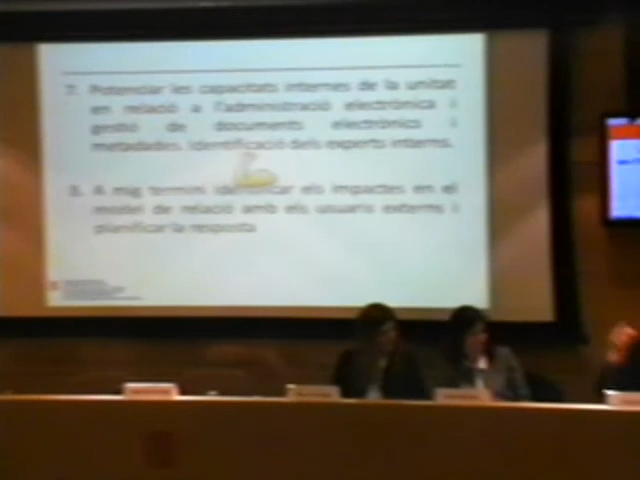 7. Potenciar les capacitats internes de la unitat
en relació a l'administració electrònica i
gestió de documents electrònics i
metadades. Identificació dels experts interns.
8. A mig termini identificar els impactes en el
model de relació amb els usuaris externs i
planificar la resposta